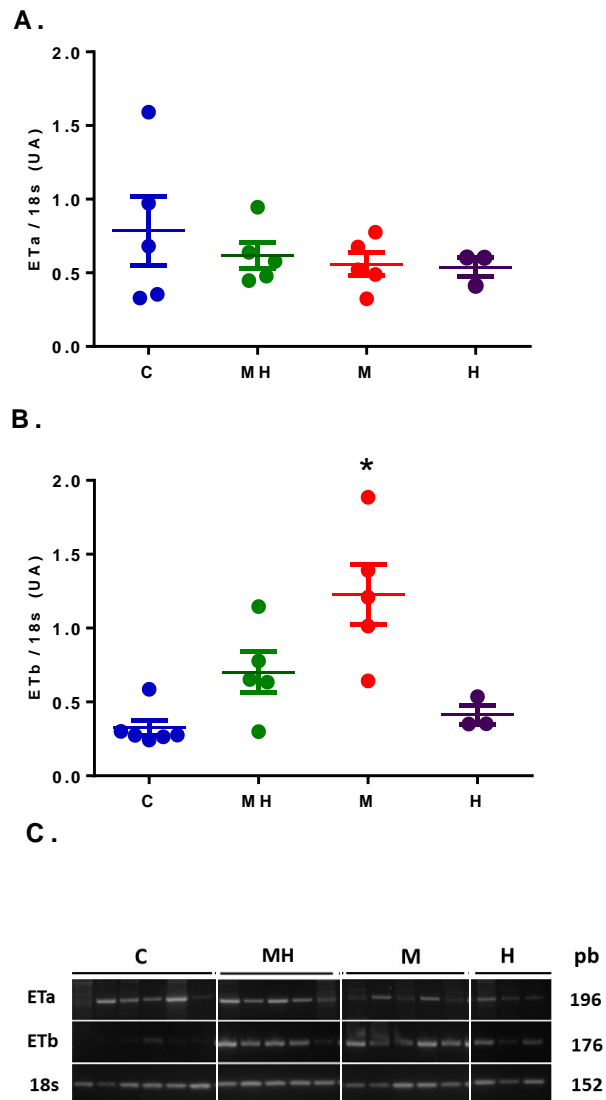 A.
2.0
1.5
1.0
0.5
0.0
ETa / 18s (UA)
C MH M H
B.
*
2.0
1.5
1.0
0.5
0.0
ETb / 18s (UA)
C MH M H
C.
C MH M H pb
ETa 196
ETb 176
18s 152